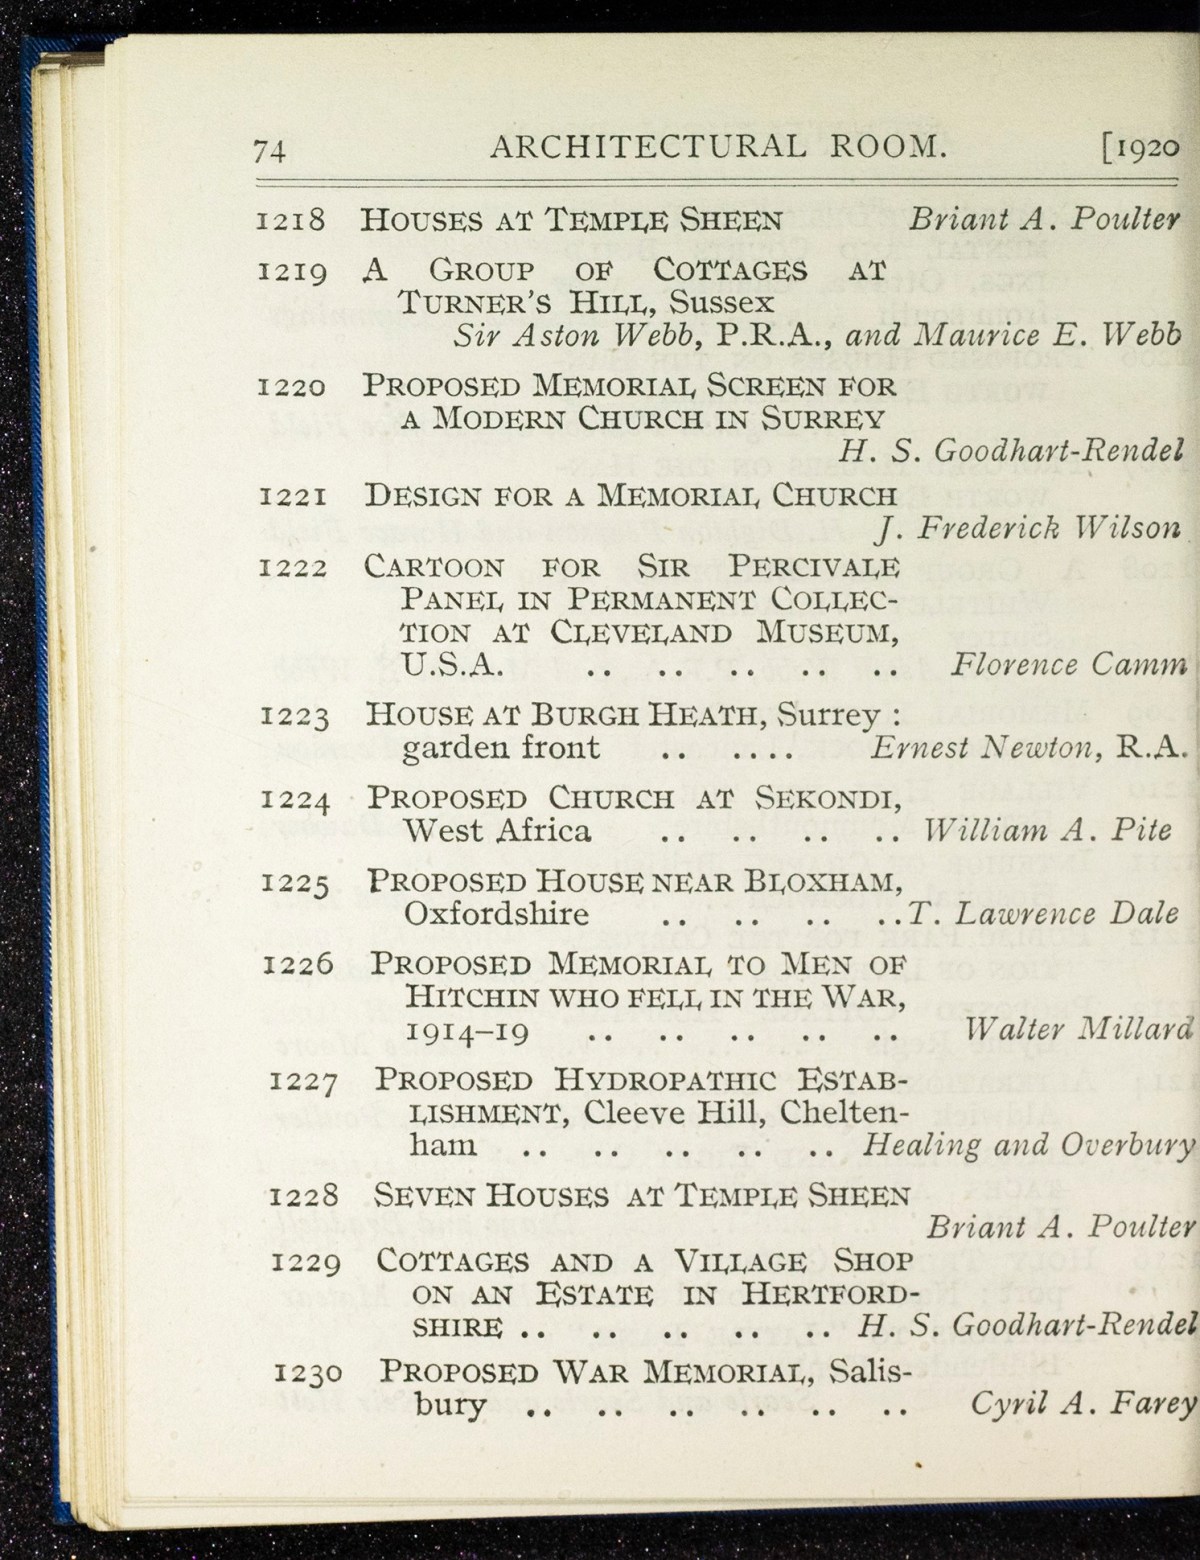 74 ARCHITECTURAL ROOM. [1920
1218 HOUSES AT TEMPLE SHEEN Briant A. Poulter
1219 A GROUP OF COTTAGES AT
TURNER'S HILL, Sussex
Sir Aston Webb, P.R.A., and Maurice E. Webb
1220 PROPOSED MEMORIAL SCREEN FOR
A MODERN CHURCH IN SURREY
H. S. Goodhart-Rendel
1221 DESIGN FOR A MEMORIAL CHURCH
J. Frederick Wilson
1222 CARTOON FOR SIR PERCIVALE
PANEL IN PERMANENT COLLEC-
TION AT CLEVELAND MUSEUM,
U.S.A. .. .. .. .. .. Florence Camm
1223 HOUSE AT BURGH HEATH, Surrey :
garden front .. .... Ernest Newton, R.A.
1224 PROPOSED CHURCH AT SEKONDI,
West Africa .. .. .. .. William A. Pite
1225 PROPOSED HOUSE NEAR BLOXHAM,
Oxfordshire .. .. .. .. T. Lawrence Dale
1226 PROPOSED MEMORIAL TO MEN OF
HITCHIN WHO FELL IN THE WAR,
1914–19 .. .. .. .. .. Walter Millard
1227 PROPOSED HYDROPATHIC ESTAB-
LISHMENT, Cleeve Hill, Chelten-
ham .. .. .. .. .. Healing and Overbury
1228 SEVEN HOUSES AT TEMPLE SHEEN
Briant A. Poulter
1229 COTTAGES AND A VILLAGE SHOP
ON AN ESTATE IN HERTFORD-
SHIRE .. .. .. .. .. H. S. Goodhart-Rendel
1230 PROPOSED WAR MEMORIAL, Salis-
bury .. .. .. .. .. .. Cyril A. Farey